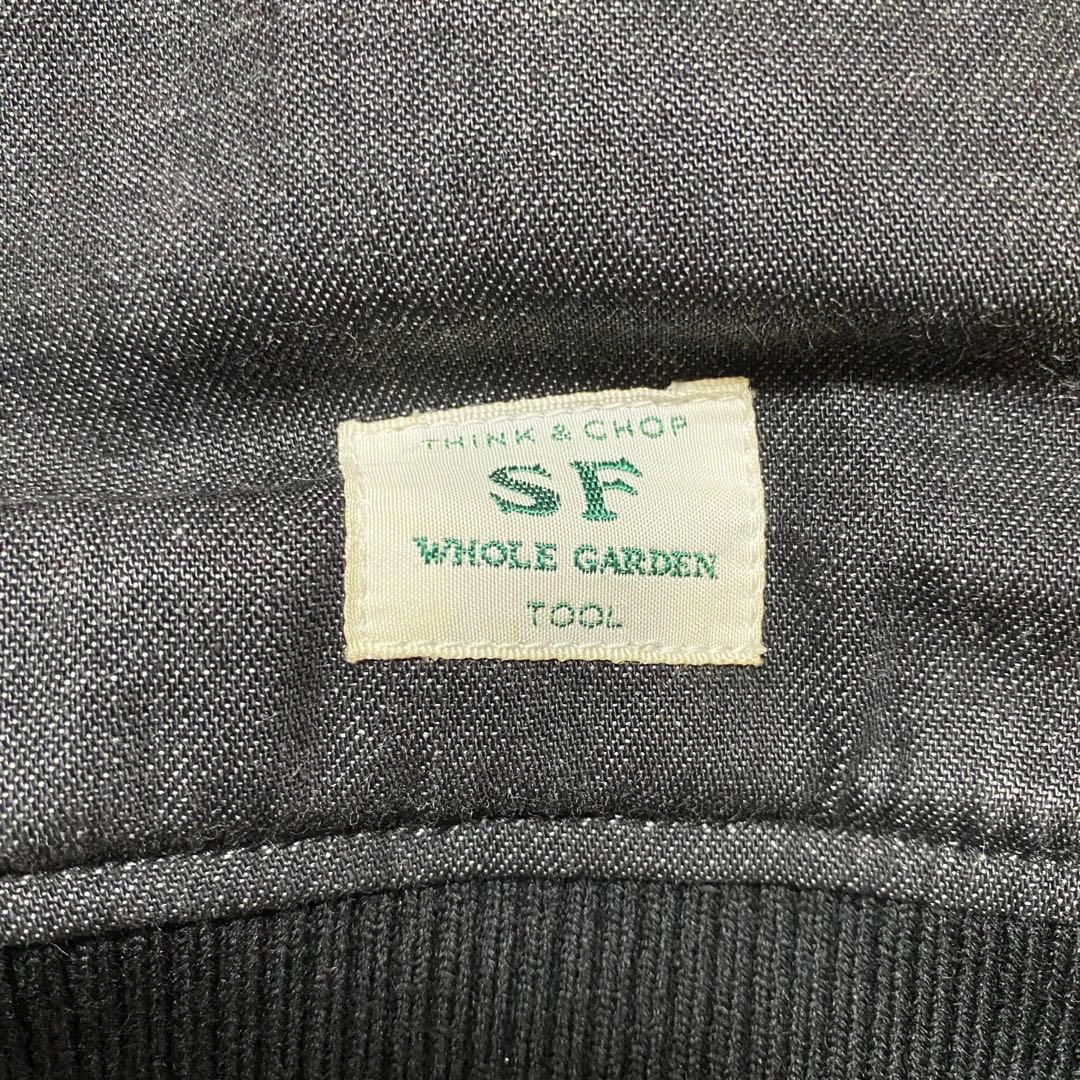 THINK & CHOP
SF
WHOLE GARDEN
TOOL